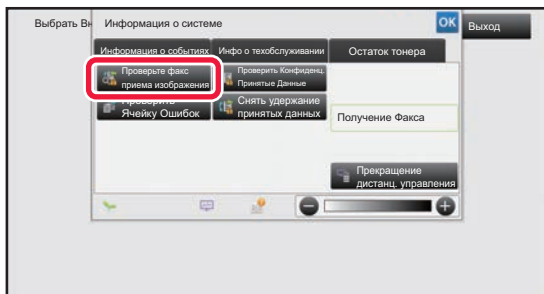 Выбрать Вн
Информация о системе
OK
Выход
Информация о событиях
Инфо о техобслуживании
Остаток тонера
Проверьте факс
приема изображения
Проверить Конфиденц.
Принятые Данные
Проверить
Ячейку Ошибок
Снять удержание
принятых данных
Получение Факса
Прекращение
дистанц. управления